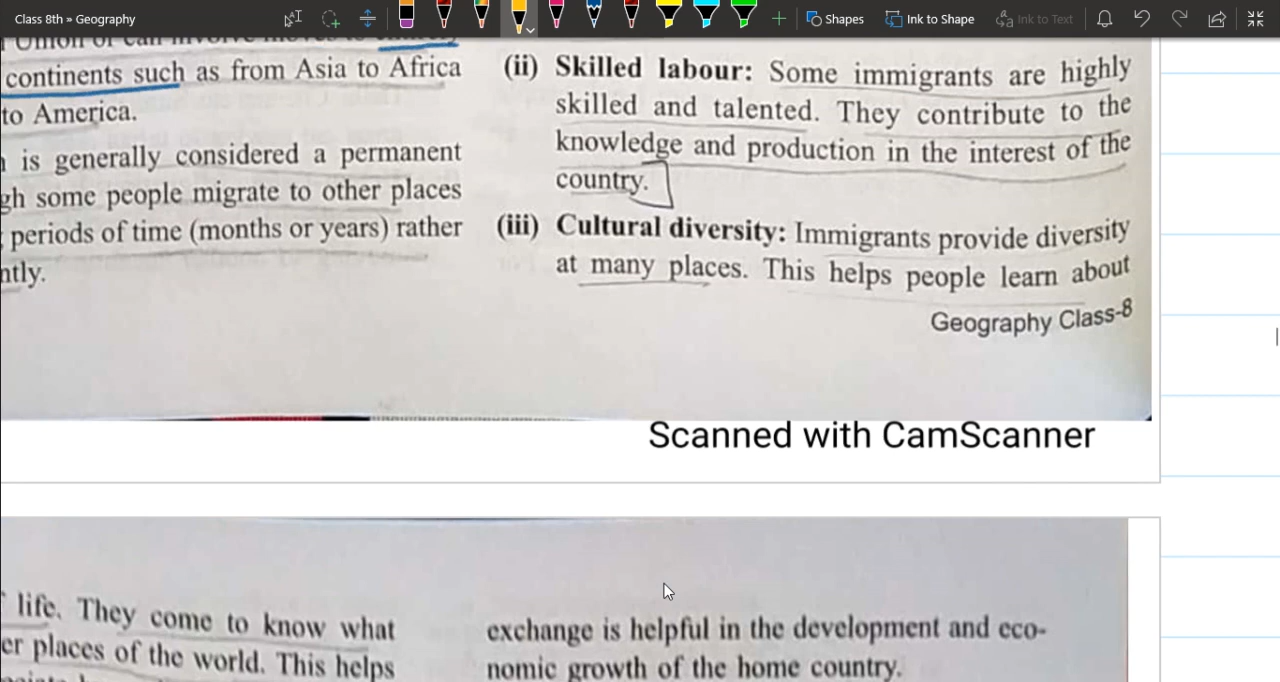 Class 8th » Geography
Shapes
Ink to Shape
Ink to Text
continents such as from Asia to Africa
to America.
is generally considered a permanent
some people migrate to other places
periods of time (months or years) rather
(ii) Skilled labour: Some immigrants are highly
skilled and talented. They contribute to the
knowledge and production in the interest of the
country.
(iii) Cultural diversity: Immigrants provide diversity
at many places. This helps people learn about
Geography Class-8
Scanned with CamScanner
life. They come to know what
places of the world. This helps
exchange is helpful in the development and eco-
nomic growth of the home country.